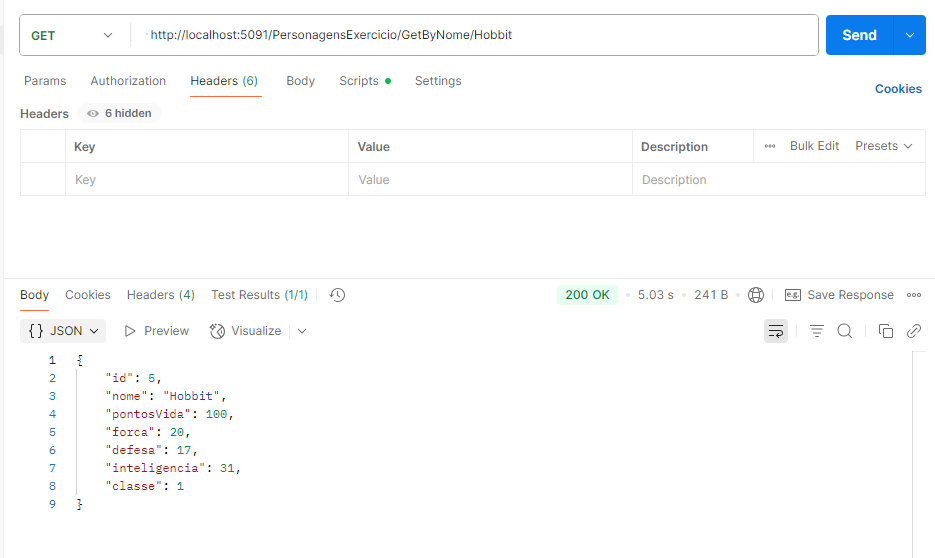 GET http://localhost:5091/PersonagensExercicio/GetByNome/Hobbit Send
Params Authorization Headers (6) Body Scripts Settings Cookies
Headers 6 hidden
Key Value Description Bulk Edit Presets
Key Value Description
Body Cookies Headers (4) Test Results (1/1) 200 OK 5.03 s 241 B e.g. Save Response
{} JSON Preview Visualize
1 {
2 "id": 5,
3 "nome": "Hobbit",
4 "pontosVida": 100,
5 "forca": 20,
6 "defesa": 17,
7 "inteligencia": 31,
8 "classe": 1
9 }